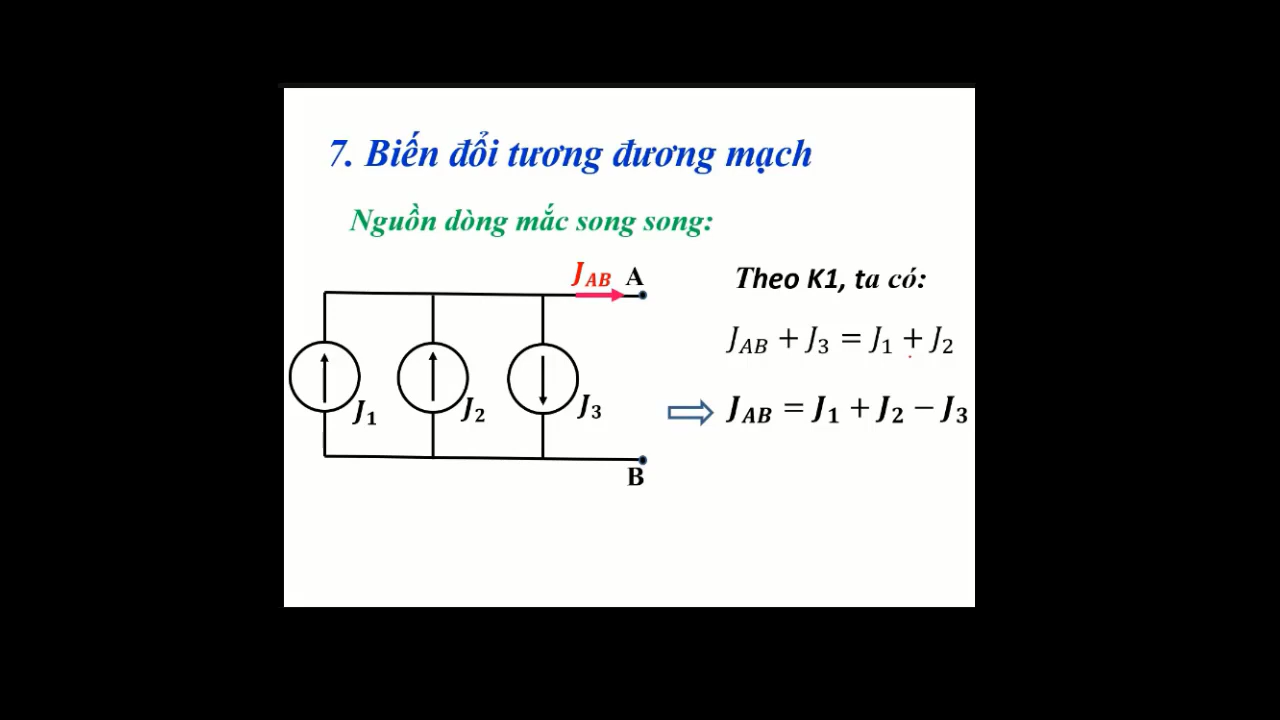 7. Biến đổi tương đương mạch
Nguồn dòng mắc song song:
J_AB A
Theo K1, ta có:
J_AB + J_3 = J_1 + J_2
J_1 J_2 J_3
⇨ J_AB = J_1 + J_2 − J_3
B